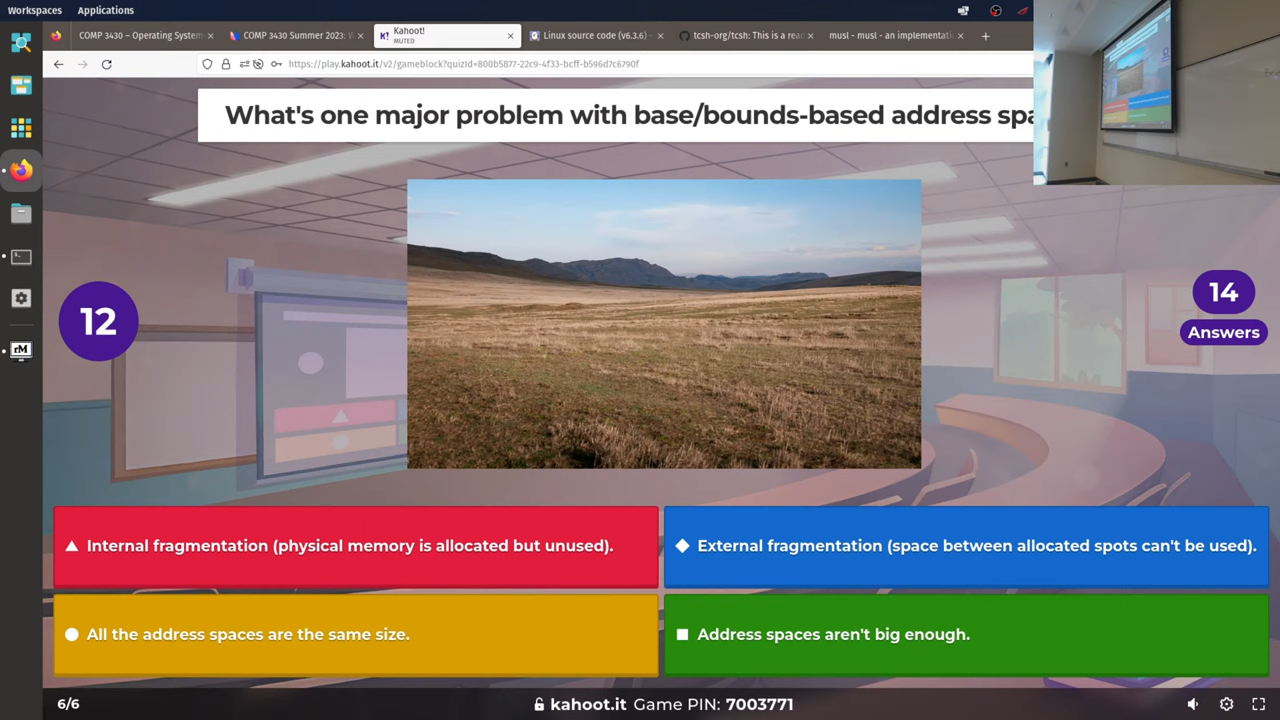 Workspaces Applications
COMP 3430 – Operating System
COMP 3430 Summer 2023:
Kahoot!
MUTED
Linux source code (v6.3.6) -
tcsh-org/tcsh: This is a rea
musl - musl - an implementati
https://play.kahoot.it/v2/gameblock?quizId=800b5877-22c9-4f33-bcff-b596d7c6790f
What's one major problem with base/bounds-based address spa
12
14
Answers
Internal fragmentation (physical memory is allocated but unused).
External fragmentation (space between allocated spots can't be used).
All the address spaces are the same size.
Address spaces aren't big enough.
6/6
kahoot.it Game PIN: 7003771